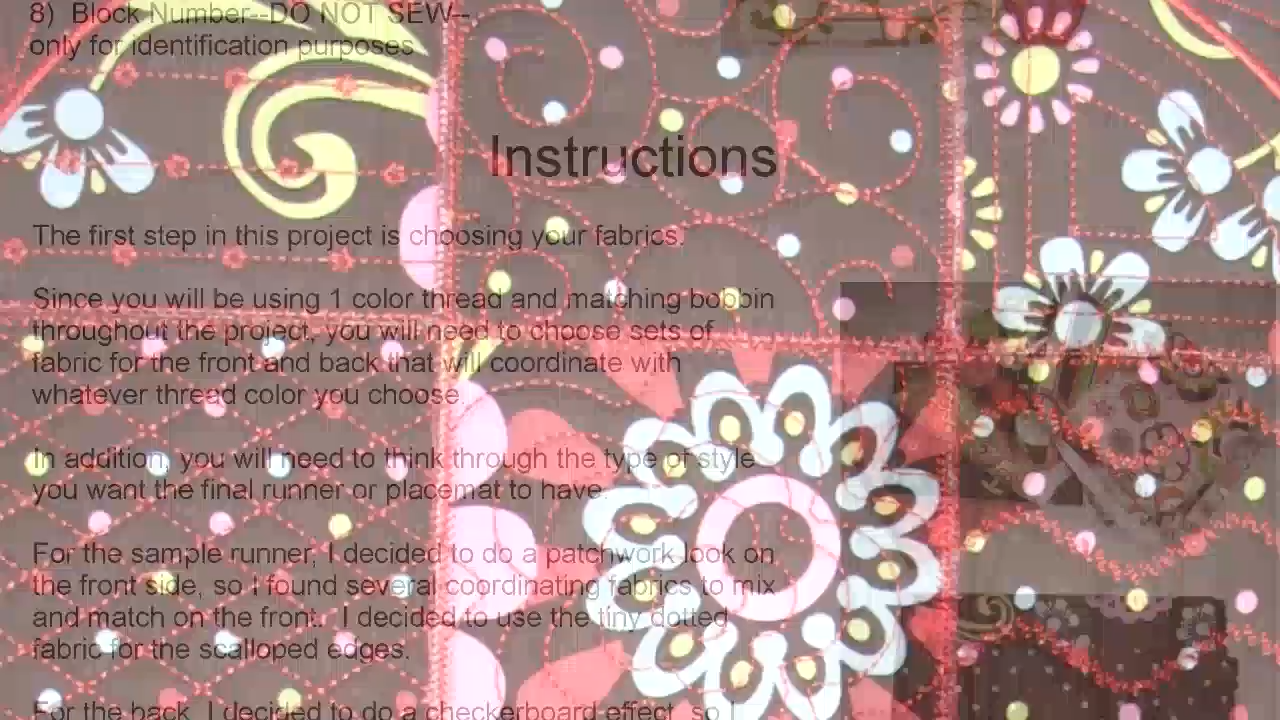 8) Block Number--DO NOT SEW--
only for identification purposes
Instructions
The first step in this project is choosing your fabrics.
Since you will be using 1 color thread and matching bobbin
throughout the project, you will need to choose sets of
fabric for the front and back that will coordinate with
whatever thread color you choose.
In addition, you will need to think through the type of style
you want the final runner or placemat to have.
For the sample runner, I decided to do a patchwork look on
the front side, so I found several coordinating fabrics to mix
and match on the front. I decided to use the tiny dotted
fabric for the scalloped edges.
For the back, I decided to do a checkerboard effect, so I